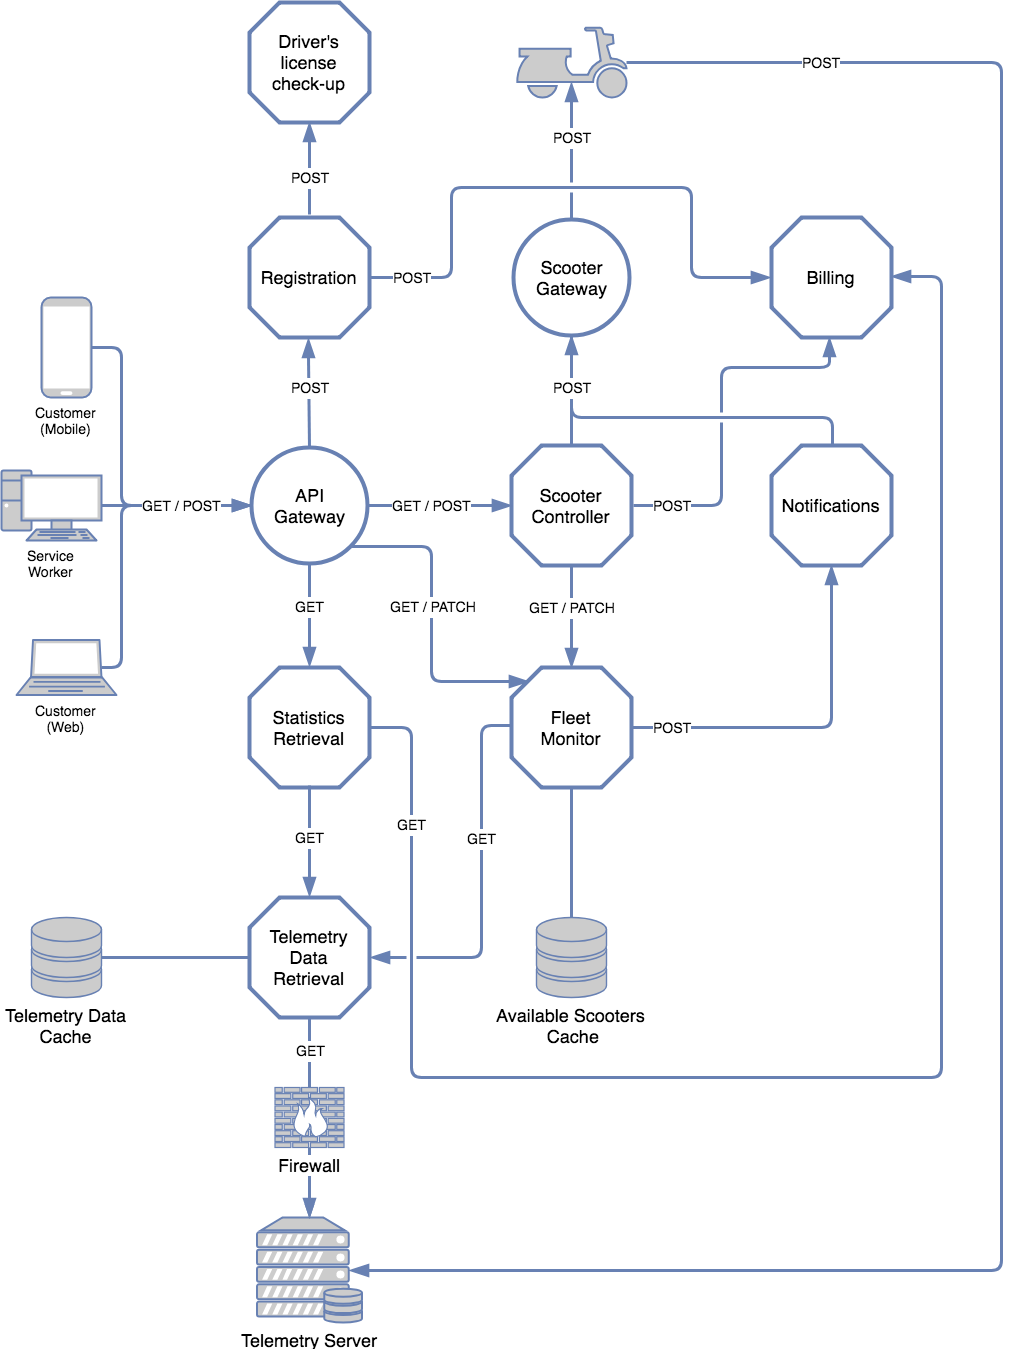 Driver's
license
check-up
POST
POST
POST
Registration
POST
Scooter
Gateway
Billing
POST
POST
Customer
(Mobile)
API
Gateway
GET / POST
GET / POST
Scooter
Controller
POST
Notifications
Service
Worker
GET
GET / PATCH
GET / PATCH
Customer
(Web)
Statistics
Retrieval
Fleet
Monitor
POST
GET
GET
GET
Telemetry
Data
Retrieval
Telemetry Data
Cache
Available Scooters
Cache
GET
Firewall
Telemetry Server